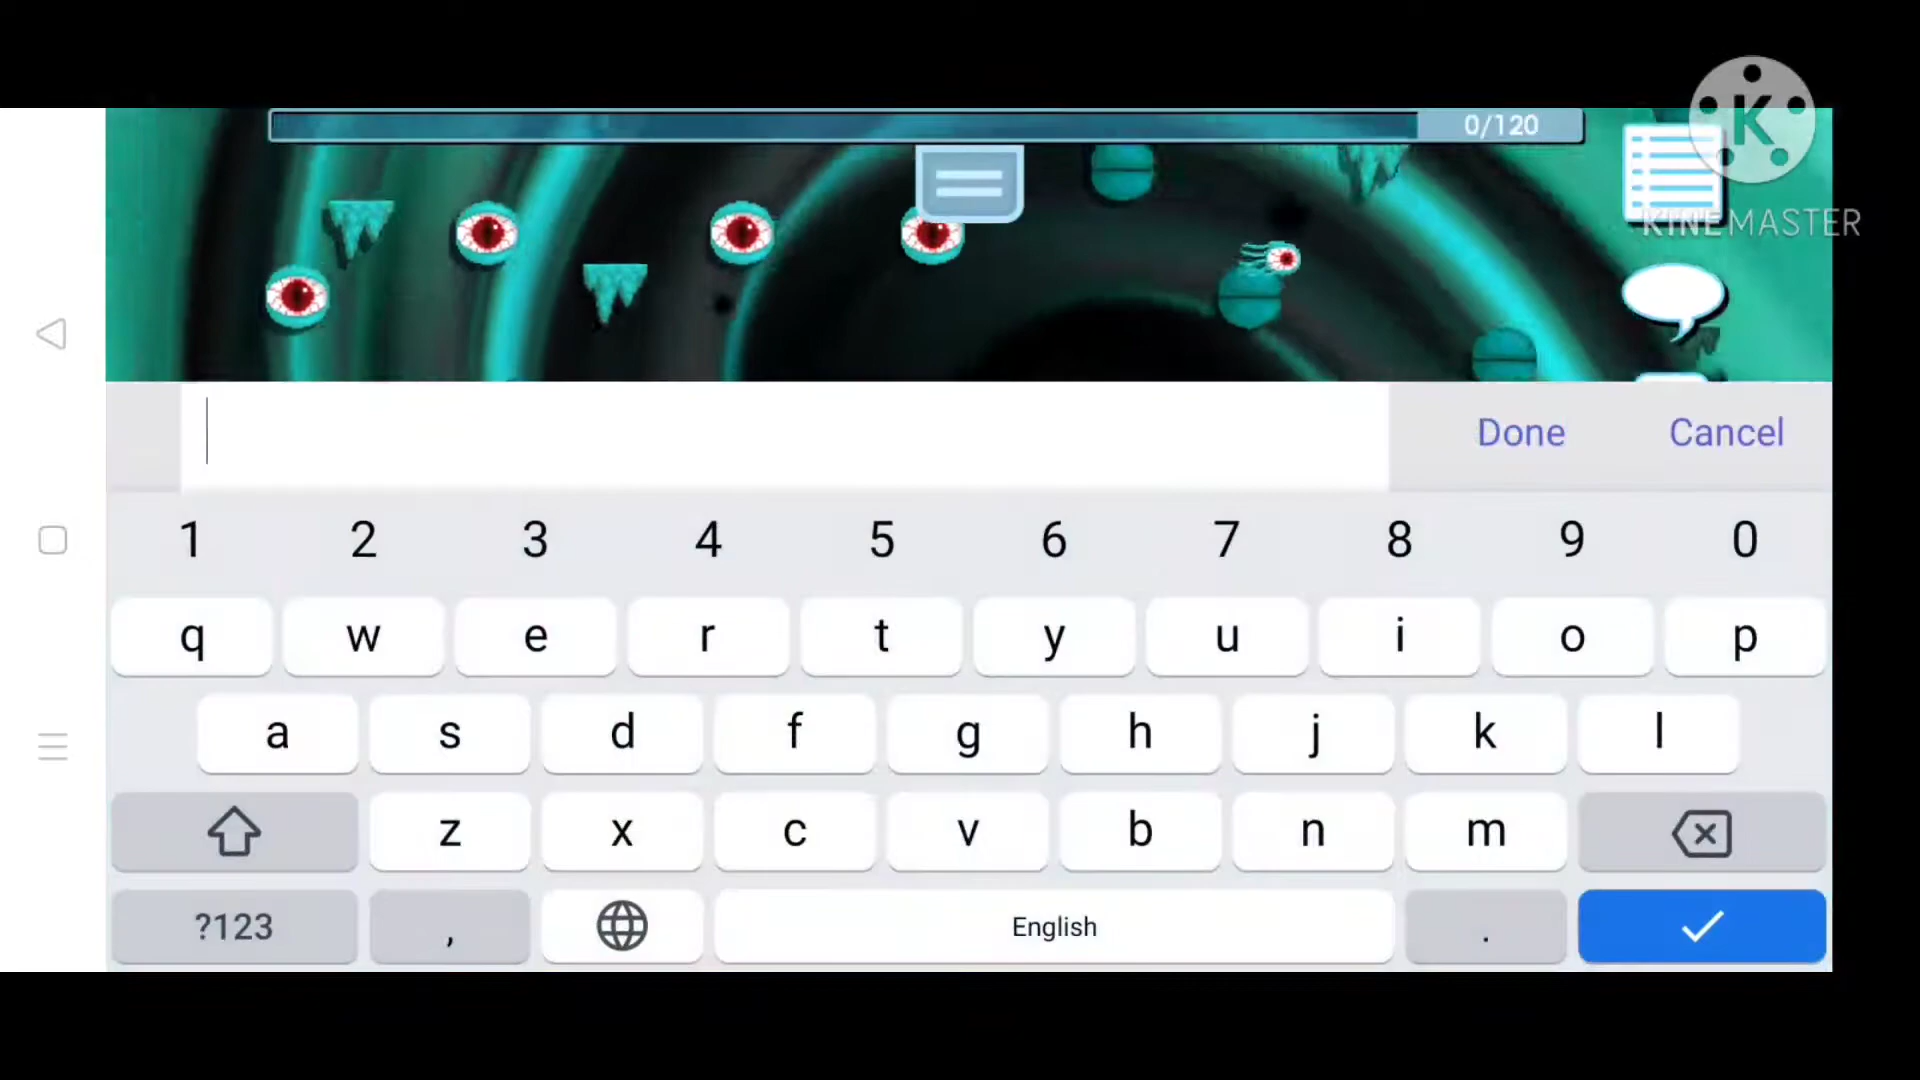 0/120
K
KINEMASTER
Done Cancel
1 2 3 4 5 6 7 8 9 0
q w e r t y u i o p
a s d f g h j k l
z x c v b n m
?123 , English .